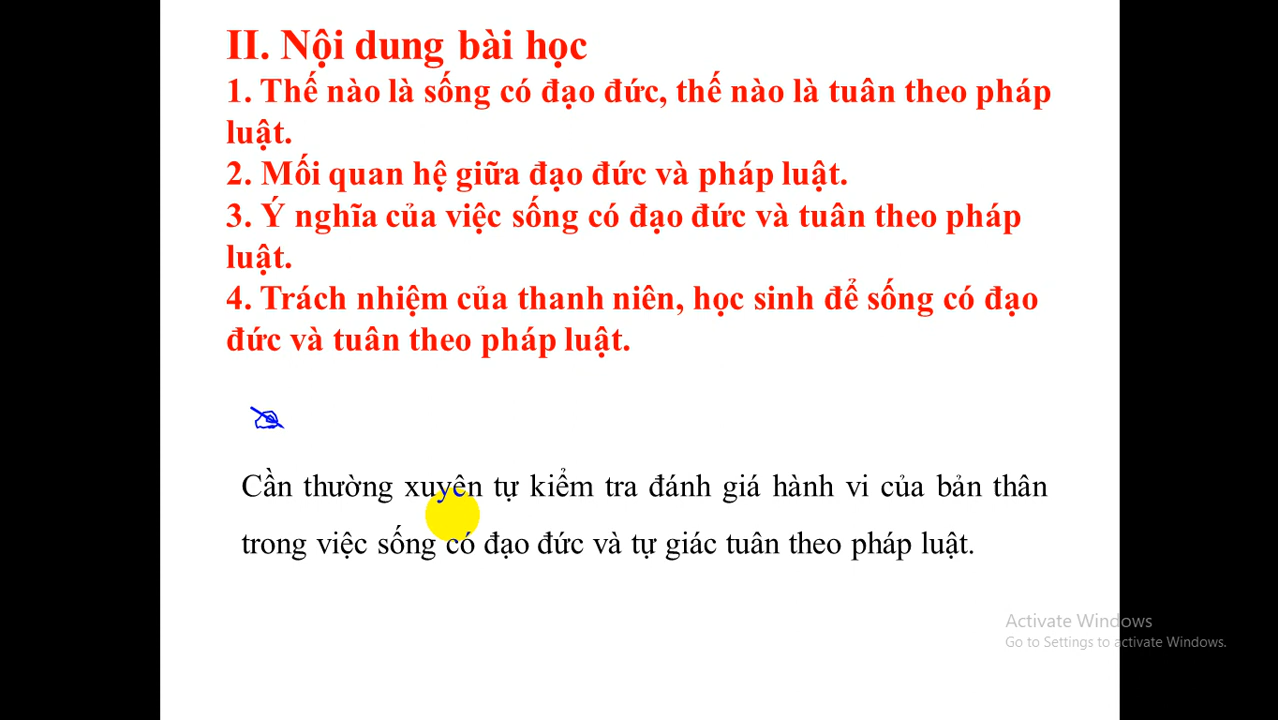 II. Nội dung bài học
1. Thế nào là sống có đạo đức, thế nào là tuân theo pháp
luật.
2. Mối quan hệ giữa đạo đức và pháp luật.
3. Ý nghĩa của việc sống có đạo đức và tuân theo pháp
luật.
4. Trách nhiệm của thanh niên, học sinh để sống có đạo
đức và tuân theo pháp luật.
Cần thường xuyên tự kiểm tra đánh giá hành vi của bản thân
trong việc sống có đạo đức và tự giác tuân theo pháp luật.
Activate Windows
Go to Settings to activate Windows.